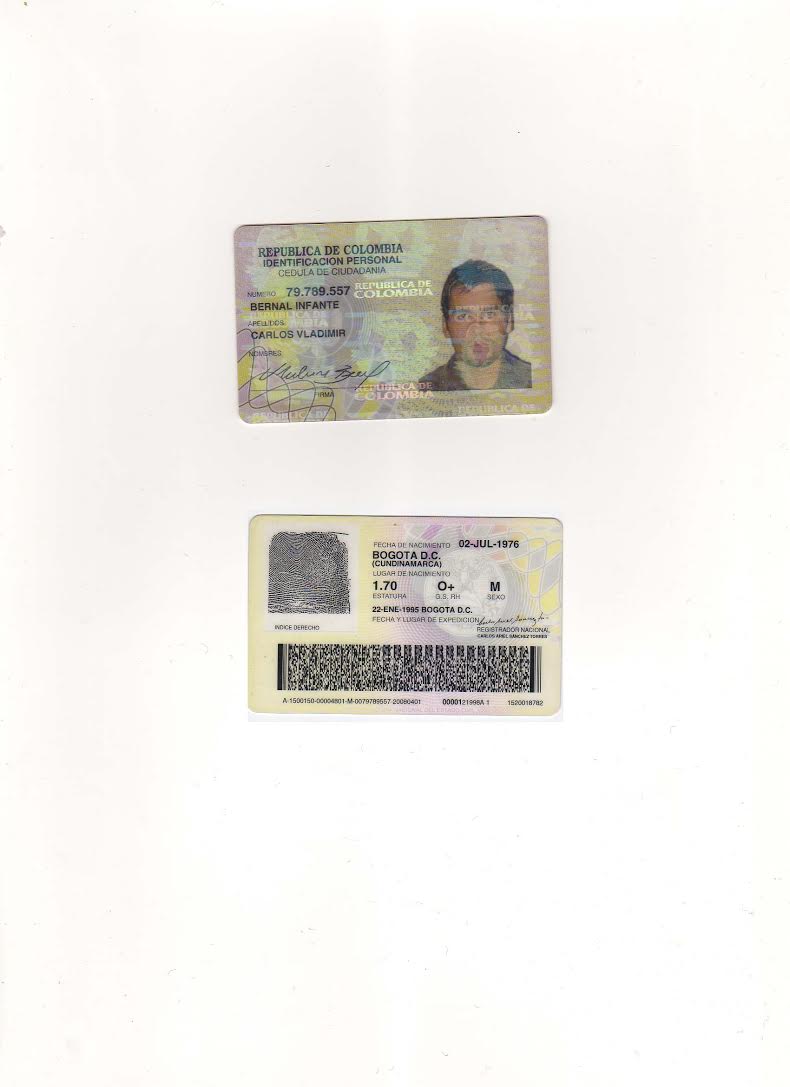 REPUBLICA DE COLOMBIA
IDENTIFICACION PERSONAL
CEDULA DE CIUDADANIA
NUMERO 79.789.557
BERNAL INFANTE
APELLIDOS
CARLOS VLADIMIR
NOMBRES
FIRMA
REPUBLICA DE
COLOMBIA
REPUBLICA DE
COLOMBIA
REPUBLICA DE
REPUBLICA DE
FECHA DE NACIMIENTO 02-JUL-1976
BOGOTA D.C.
(CUNDINAMARCA)
LUGAR DE NACIMIENTO
1.70 O+ M
ESTATURA G.S. RH SEXO
22-ENE-1995 BOGOTA D.C.
FECHA Y LUGAR DE EXPEDICION
INDICE DERECHO
REGISTRADOR NACIONAL
CARLOS ARIEL SANCHEZ TORRES
A-1500150-00004801-M-0079789557-20080401 0000121998A 1 1520018782